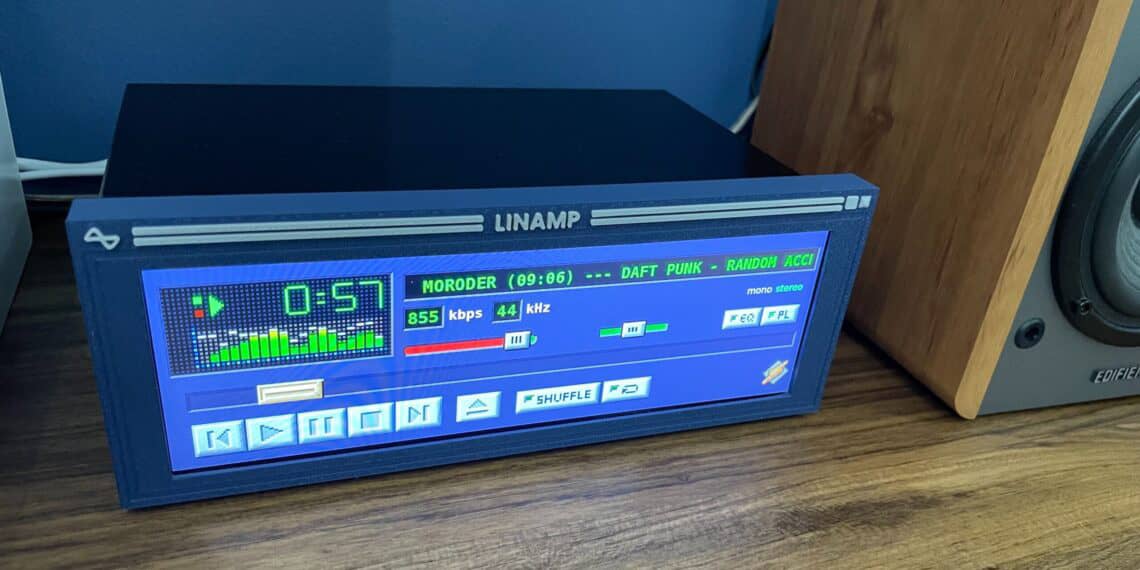 LINAMP
0:57
MORODER (09:06) --- DAFT PUNK - RANDOM ACCI
855 kbps 44 kHz
mono stereo
EQ PL
SHUFFLE
EDIFIER